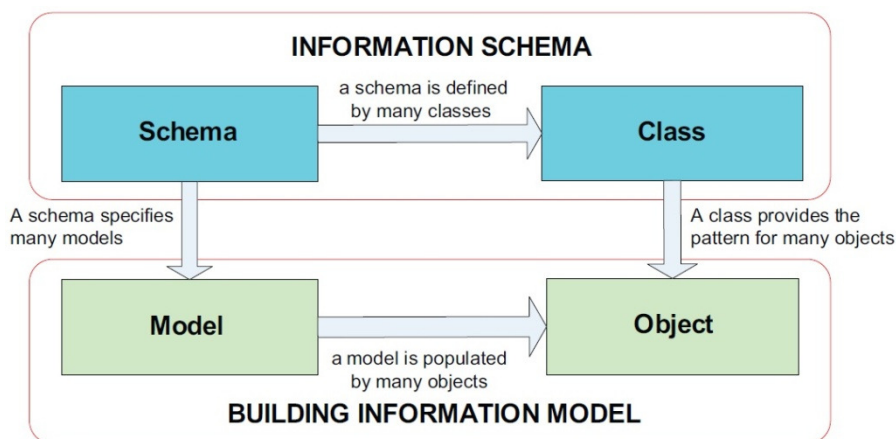 INFORMATION SCHEMA
a schema is defined
by many classes
Schema
Class
A schema specifies
many models
A class provides the
pattern for many objects
Model
Object
a model is populated
by many objects
BUILDING INFORMATION MODEL